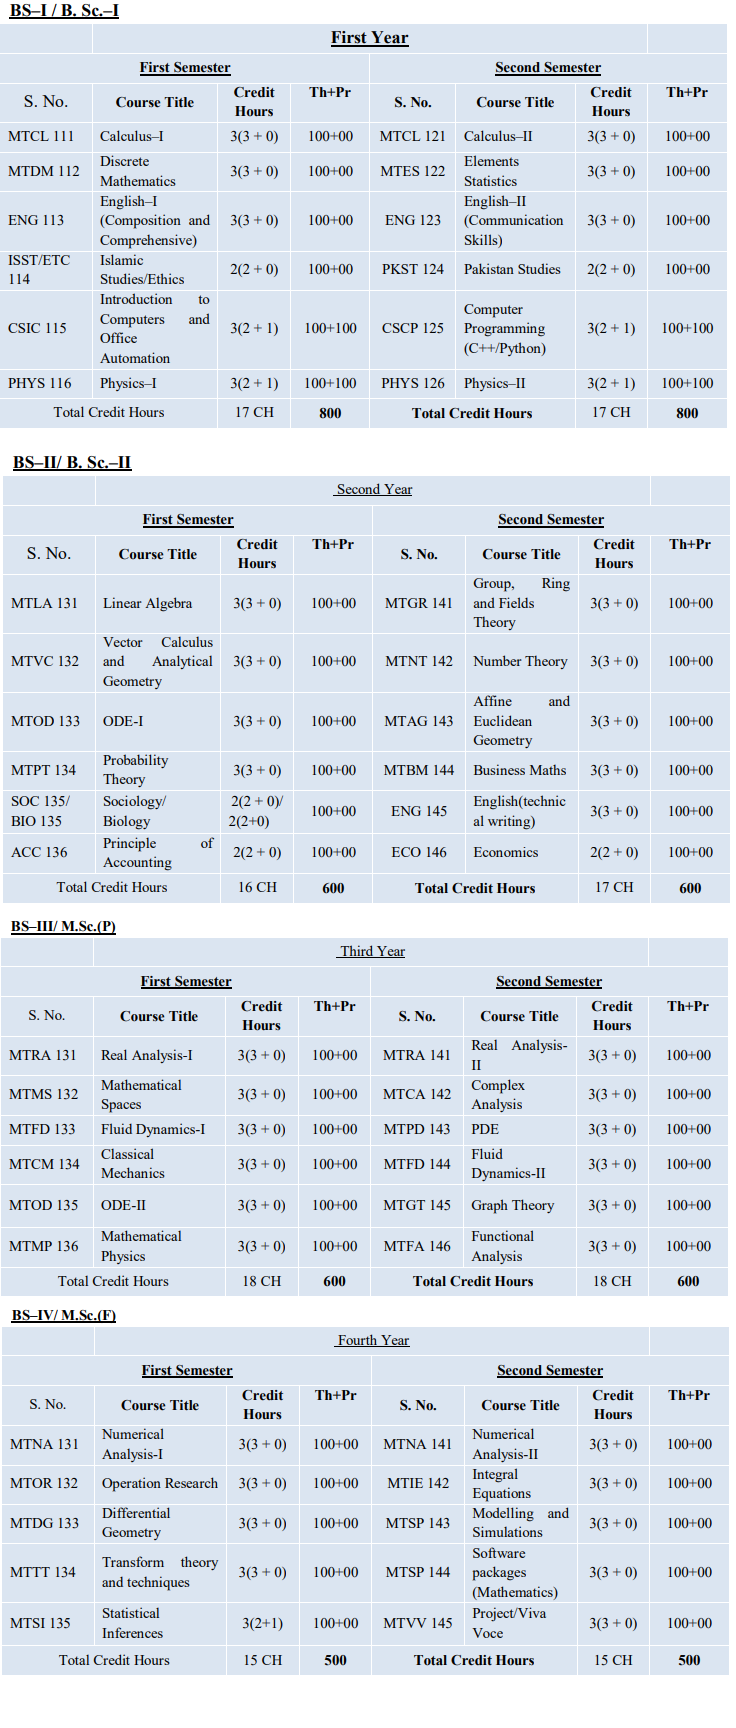 BS–I / B. Sc.–I
First Year
First Semester Second Semester
S. No. Course Title Credit Hours Th+Pr S. No. Course Title Credit Hours Th+Pr
MTCL 111 Calculus–I 3(3 + 0) 100+00 MTCL 121 Calculus–II 3(3 + 0) 100+00
MTDM 112 Discrete Mathematics 3(3 + 0) 100+00 MTES 122 Elements Statistics 3(3 + 0) 100+00
ENG 113 English–I (Composition and Comprehensive) 3(3 + 0) 100+00 ENG 123 English–II (Communication Skills) 3(3 + 0) 100+00
ISST/ETC 114 Islamic Studies/Ethics 2(2 + 0) 100+00 PKST 124 Pakistan Studies 2(2 + 0) 100+00
CSIC 115 Introduction to Computers and Office Automation 3(2 + 1) 100+100 CSCP 125 Computer Programming (C++/Python) 3(2 + 1) 100+100
PHYS 116 Physics–I 3(2 + 1) 100+100 PHYS 126 Physics–II 3(2 + 1) 100+100
Total Credit Hours 17 CH 800 Total Credit Hours 17 CH 800
BS–II/ B. Sc.–II
Second Year
First Semester Second Semester
S. No. Course Title Credit Hours Th+Pr S. No. Course Title Credit Hours Th+Pr
MTLA 131 Linear Algebra 3(3 + 0) 100+00 MTGR 141 Group, Ring and Fields Theory 3(3 + 0) 100+00
MTVC 132 Vector Calculus and Analytical Geometry 3(3 + 0) 100+00 MTNT 142 Number Theory 3(3 + 0) 100+00
MTOD 133 ODE-I 3(3 + 0) 100+00 MTAG 143 Affine and Euclidean Geometry 3(3 + 0) 100+00
MTPT 134 Probability Theory 3(3 + 0) 100+00 MTBM 144 Business Maths 3(3 + 0) 100+00
SOC 135/ BIO 135 Sociology/ Biology 2(2 + 0)/ 2(2+0) 100+00 ENG 145 English(technic al writing) 3(3 + 0) 100+00
ACC 136 Principle of Accounting 2(2 + 0) 100+00 ECO 146 Economics 2(2 + 0) 100+00
Total Credit Hours 16 CH 600 Total Credit Hours 17 CH 600
BS–III/ M.Sc.(P)
Third Year
First Semester Second Semester
S. No. Course Title Credit Hours Th+Pr S. No. Course Title Credit Hours Th+Pr
MTRA 131 Real Analysis-I 3(3 + 0) 100+00 MTRA 141 Real Analysis-II 3(3 + 0) 100+00
MTMS 132 Mathematical Spaces 3(3 + 0) 100+00 MTCA 142 Complex Analysis 3(3 + 0) 100+00
MTFD 133 Fluid Dynamics-I 3(3 + 0) 100+00 MTPD 143 PDE 3(3 + 0) 100+00
MTCM 134 Classical Mechanics 3(3 + 0) 100+00 MTFD 144 Fluid Dynamics-II 3(3 + 0) 100+00
MTOD 135 ODE-II 3(3 + 0) 100+00 MTGT 145 Graph Theory 3(3 + 0) 100+00
MTMP 136 Mathematical Physics 3(3 + 0) 100+00 MTFA 146 Functional Analysis 3(3 + 0) 100+00
Total Credit Hours 18 CH 600 Total Credit Hours 18 CH 600
BS–IV/ M.Sc.(F)
Fourth Year
First Semester Second Semester
S. No. Course Title Credit Hours Th+Pr S. No. Course Title Credit Hours Th+Pr
MTNA 131 Numerical Analysis-I 3(3 + 0) 100+00 MTNA 141 Numerical Analysis-II 3(3 + 0) 100+00
MTOR 132 Operation Research 3(3 + 0) 100+00 MTIE 142 Integral Equations 3(3 + 0) 100+00
MTDG 133 Differential Geometry 3(3 + 0) 100+00 MTSP 143 Modelling and Simulations 3(3 + 0) 100+00
MTTT 134 Transform theory and techniques 3(3 + 0) 100+00 MTSP 144 Software packages (Mathematics) 3(3 + 0) 100+00
MTSI 135 Statistical Inferences 3(2+1) 100+00 MTVV 145 Project/Viva Voce 3(3 + 0) 100+00
Total Credit Hours 15 CH 500 Total Credit Hours 15 CH 500